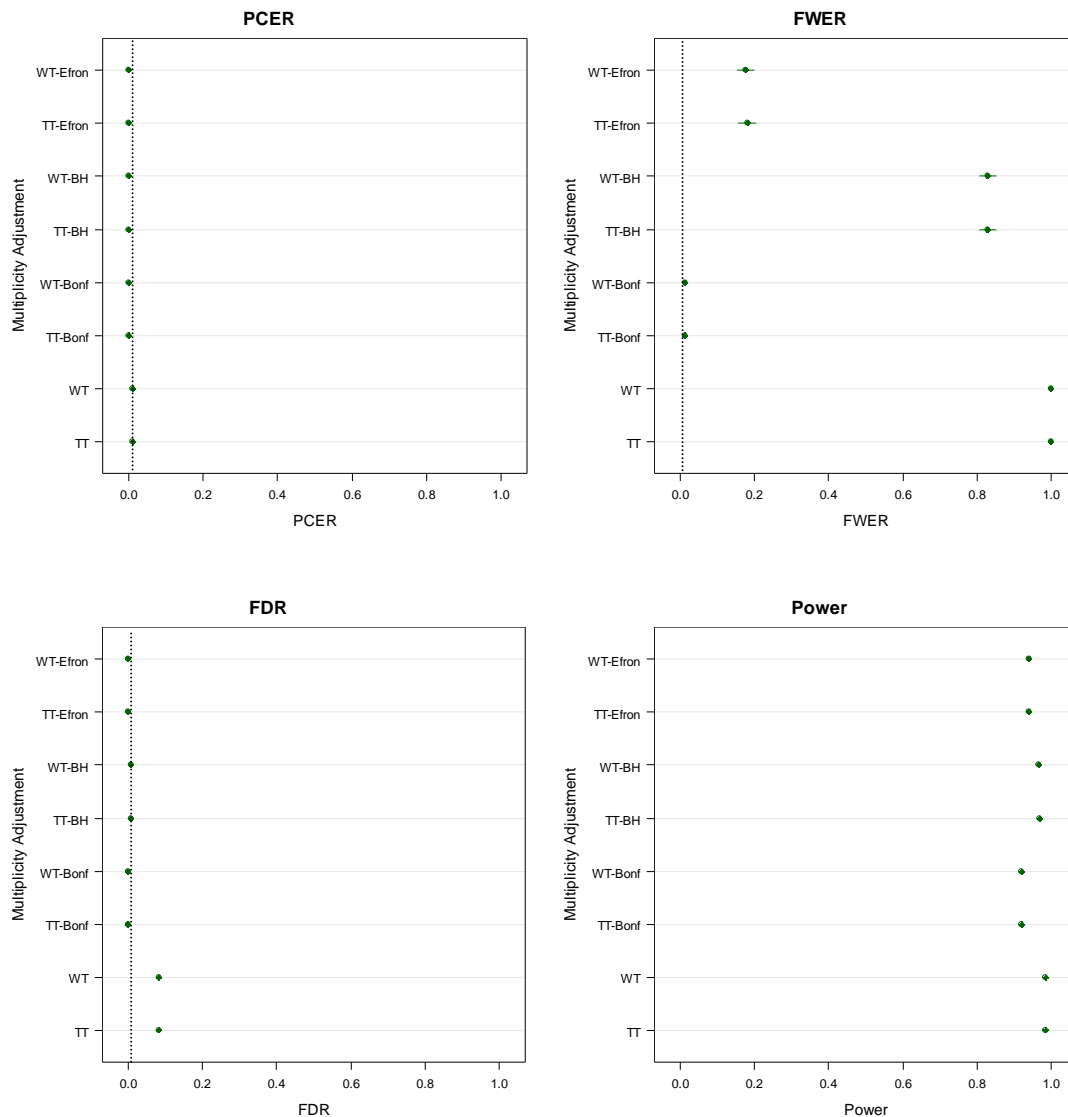 PCER
Multiplicity Adjustment
WT-Efron
TT-Efron
WT-BH
TT-BH
WT-Bonf
TT-Bonf
WT
TT
0.0 0.2 0.4 0.6 0.8 1.0
PCER
FWER
Multiplicity Adjustment
WT-Efron
TT-Efron
WT-BH
TT-BH
WT-Bonf
TT-Bonf
WT
TT
0.0 0.2 0.4 0.6 0.8 1.0
FWER
FDR
Multiplicity Adjustment
WT-Efron
TT-Efron
WT-BH
TT-BH
WT-Bonf
TT-Bonf
WT
TT
0.0 0.2 0.4 0.6 0.8 1.0
FDR
Power
Multiplicity Adjustment
WT-Efron
TT-Efron
WT-BH
TT-BH
WT-Bonf
TT-Bonf
WT
TT
0.0 0.2 0.4 0.6 0.8 1.0
Power